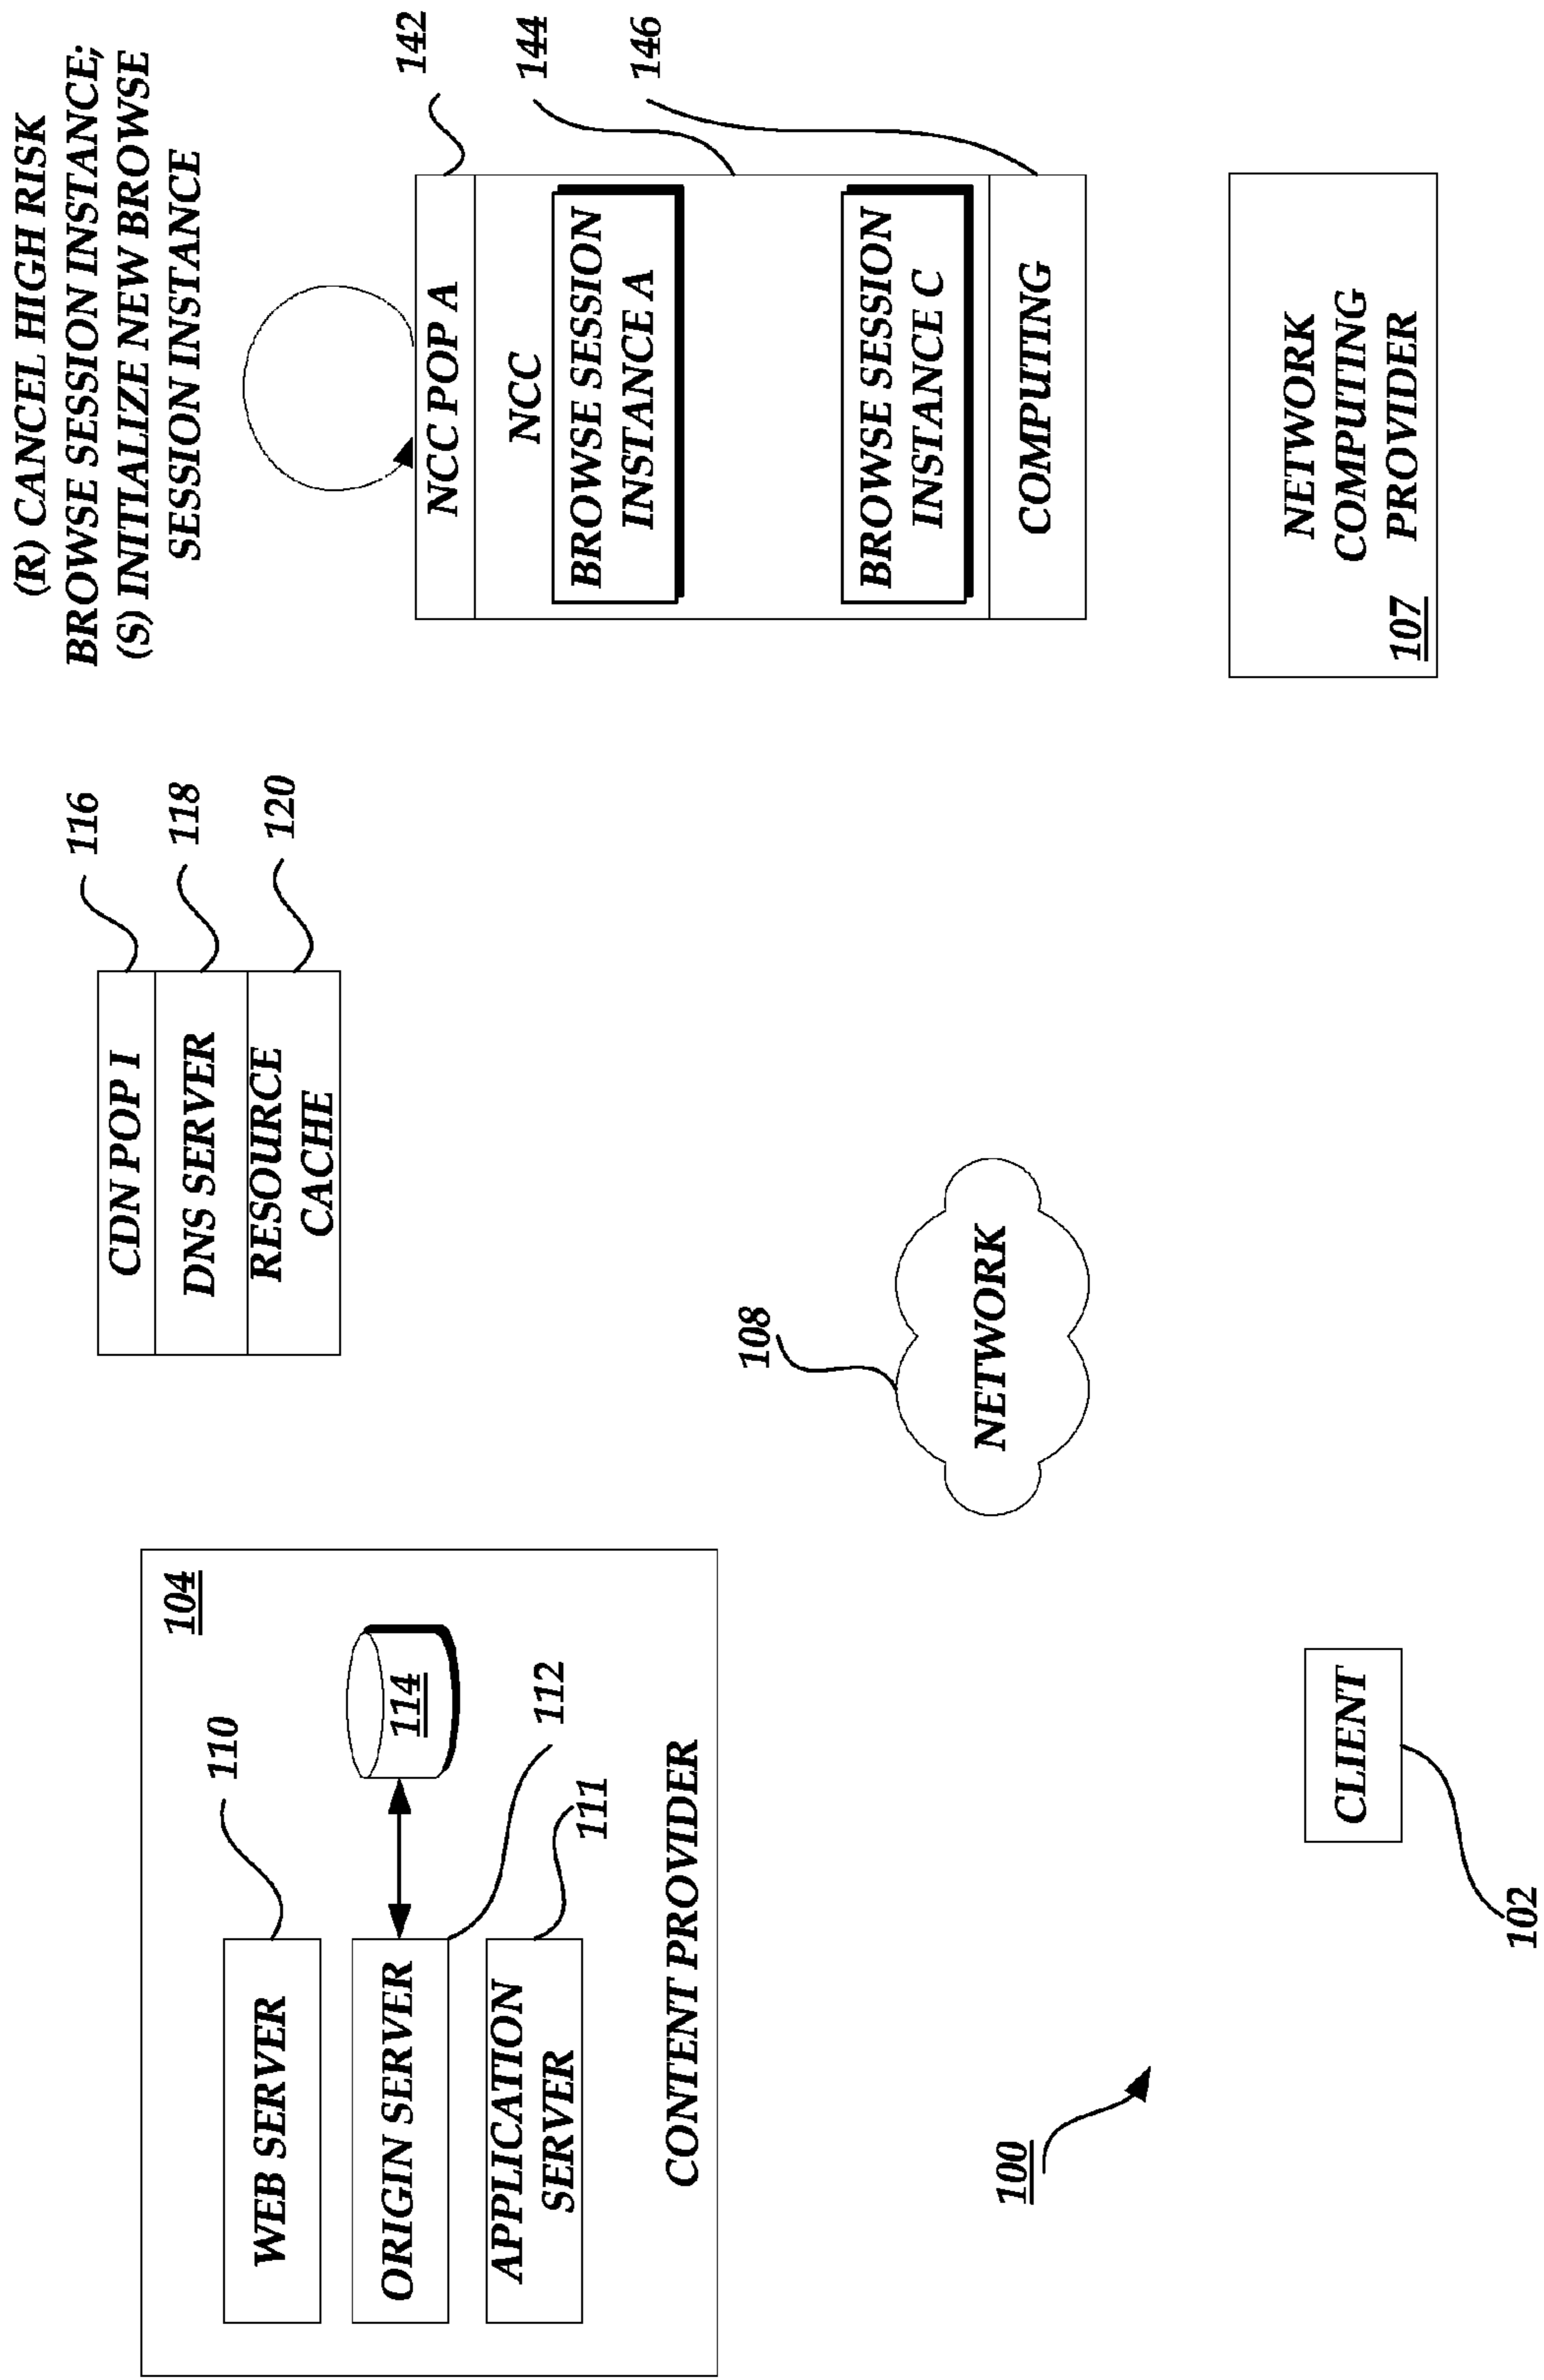 (R) CANCEL HIGH RISK
BROWSE SESSION INSTANCE;
(S) INITIALIZE NEW BROWSE
SESSION INSTANCE
104
110
WEB SERVER
114
112
ORIGIN SERVER
111
APPLICATION
SERVER
CONTENT PROVIDER
116
CDN POP I
118
DNS SERVER
120
RESOURCE
CACHE
142
NCC POP A
144
NCC
BROWSE SESSION
INSTANCE A
BROWSE SESSION
INSTANCE C
146
COMPUTING
108
NETWORK
100
CLIENT
102
NETWORK
COMPUTING
PROVIDER
107